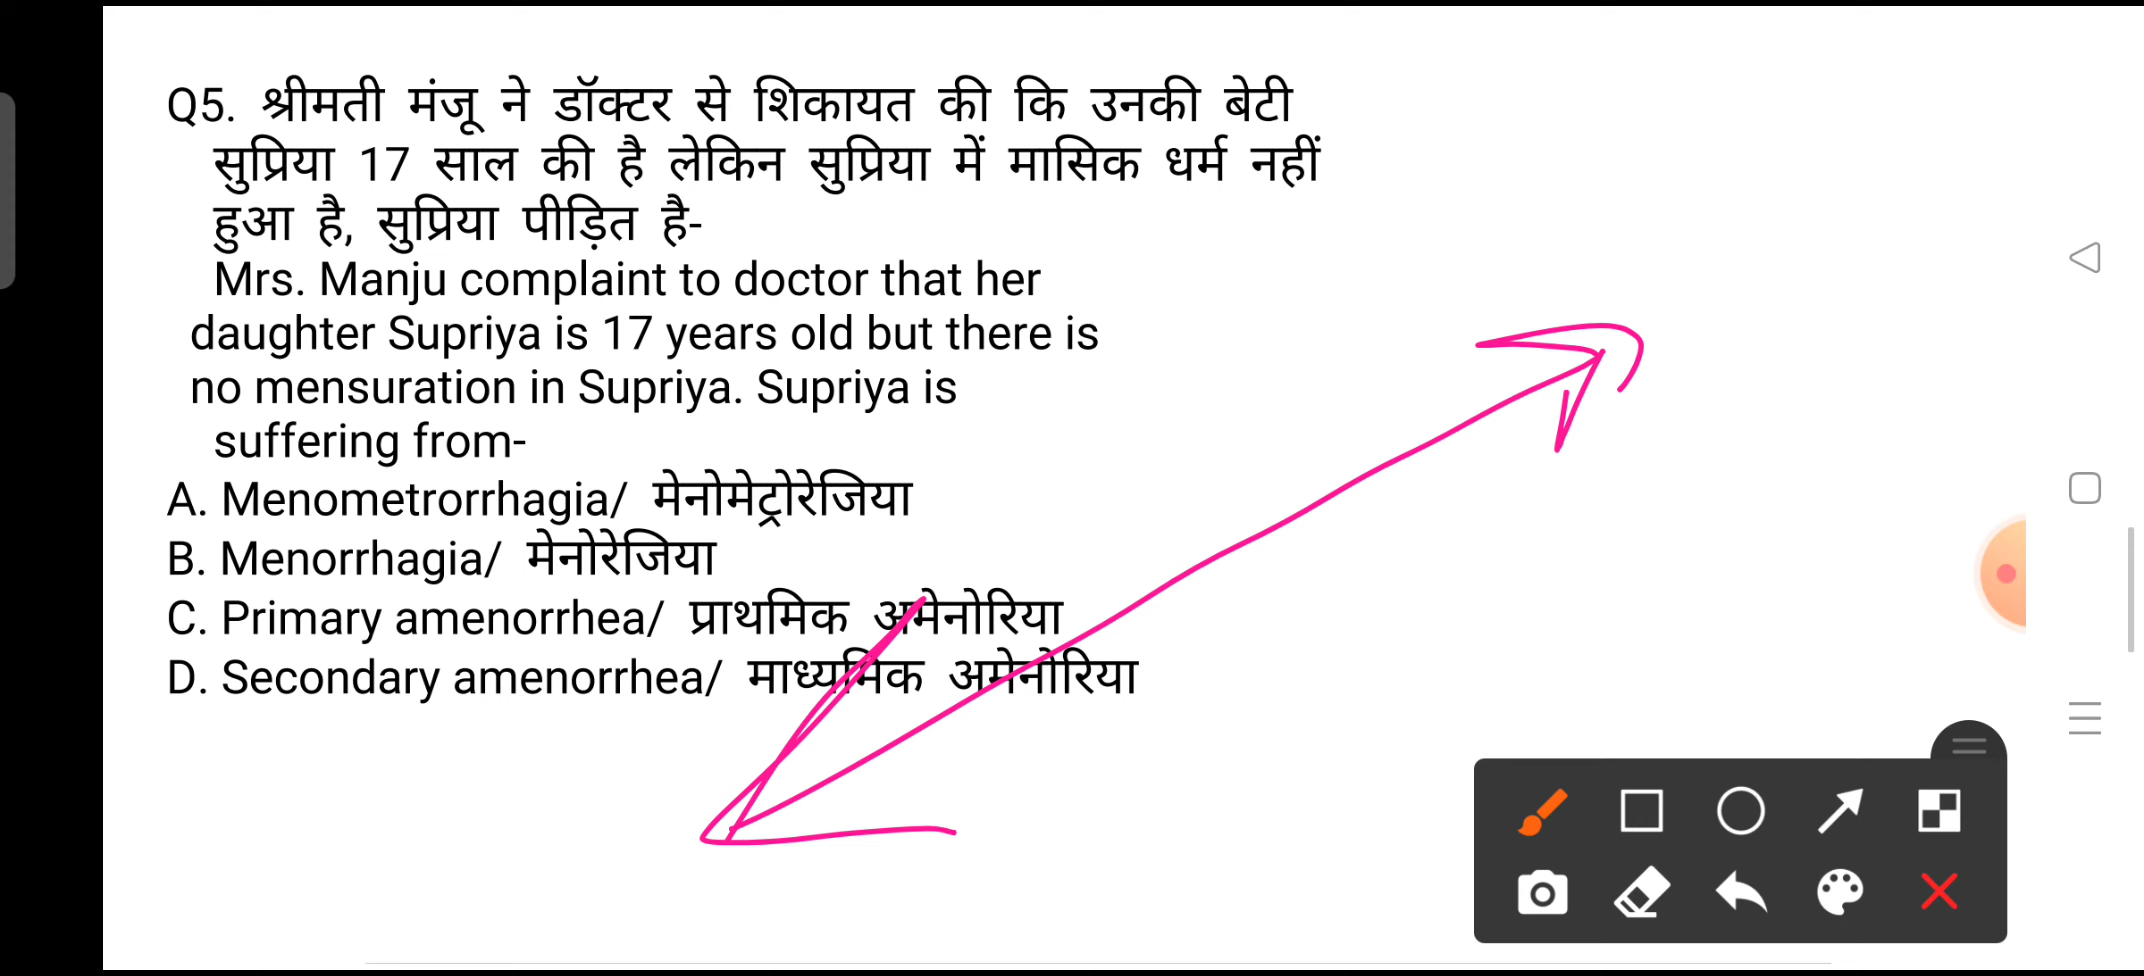 Q5. श्रीमती मंजू ने डॉक्टर से शिकायत की कि उनकी बेटी
सुप्रिया 17 साल की है लेकिन सुप्रिया में मासिक धर्म नहीं
हुआ है, सुप्रिया पीड़ित है-
Mrs. Manju complaint to doctor that her
daughter Supriya is 17 years old but there is
no mensuration in Supriya. Supriya is
suffering from-
A. Menometrorrhagia/ मेनोमेट्रोरेजिया
B. Menorrhagia/ मेनोरेजिया
C. Primary amenorrhea/ प्राथमिक अमेनोरिया
D. Secondary amenorrhea/ माध्यमिक अमेनोरिया